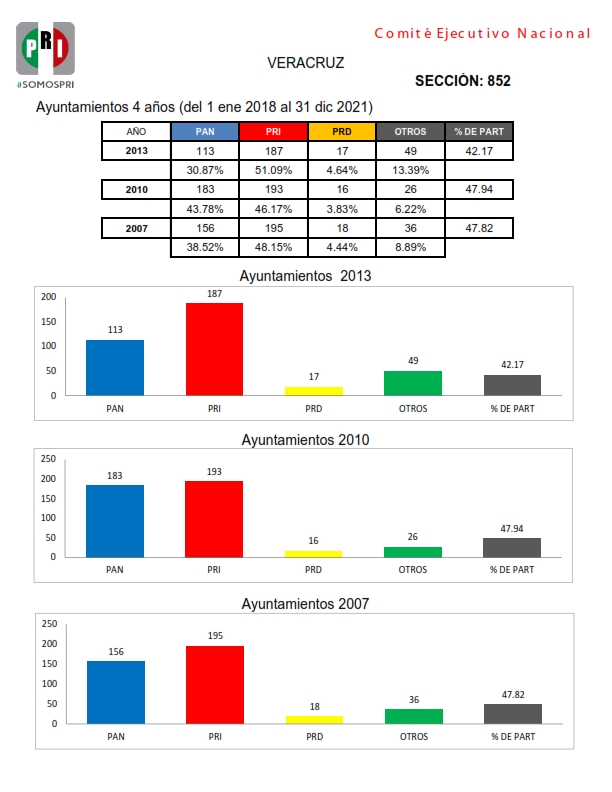 Comité Ejecutivo Nacional
PRI
#SOMOSPRI
VERACRUZ
SECCIÓN: 852
Ayuntamientos 4 años (del 1 ene 2018 al 31 dic 2021)
AÑO PAN PRI PRD OTROS % DE PART
2013 113 187 17 49 42.17
30.87% 51.09% 4.64% 13.39%
2010 183 193 16 26 47.94
43.78% 46.17% 3.83% 6.22%
2007 156 195 18 36 47.82
38.52% 48.15% 4.44% 8.89%
Ayuntamientos 2013
200
150
100
50
0
113 187 17 49 42.17
PAN PRI PRD OTROS % DE PART
Ayuntamientos 2010
250
200
150
100
50
0
183 193 16 26 47.94
PAN PRI PRD OTROS % DE PART
Ayuntamientos 2007
250
200
150
100
50
0
156 195 18 36 47.82
PAN PRI PRD OTROS % DE PART